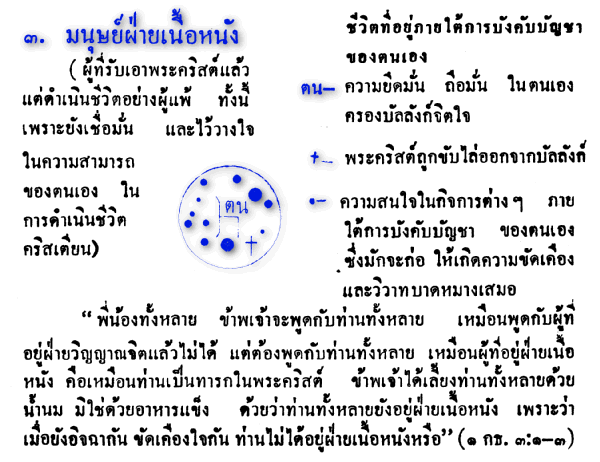 ๓. มนุษย์ฝ่ายเนื้อหนัง
( ผู้ที่รับเอาพระคริสต์แล้ว
แต่ดำเนินชีวิตอย่างผู้แพ้ ทั้งนี้
เพราะยังเชื่อมั่น และไว้วางใจ
ในความสามารถ
ของตนเอง ใน
การดำเนินชีวิต
คริสเตียน)
ตน
†
ชีวิตที่อยู่ภายใต้การบังคับบัญชา
ของตนเอง
ตน— ความยึดมั่น ถือมั่น ในตนเอง
ครองบัลลังก์จิตใจ
†— พระคริสต์ถูกขับไล่ออกจากบัลลังก์
•— ความสนใจในกิจการต่างๆ ภาย
ใต้การบังคับบัญชา ของตนเอง
ซึ่งมักจะก่อ ให้เกิดความขัดเคือง
และวิวาทบาดหมางเสมอ
“ พี่น้องทั้งหลาย ข้าพเจ้าจะพูดกับท่านทั้งหลาย เหมือนพูดกับผู้ที่
อยู่ฝ่ายวิญญาณจิตแล้วไม่ได้ แต่ต้องพูดกับท่านทั้งหลาย เหมือนผู้ที่อยู่ฝ่ายเนื้อ
หนัง คือเหมือนท่านเป็นทารกในพระคริสต์ ข้าพเจ้าได้เลี้ยงท่านทั้งหลายด้วย
น้ำนม มิใช่ด้วยอาหารแข็ง ด้วยว่าท่านทั้งหลายยังอยู่ฝ่ายเนื้อหนัง เพราะว่า
เมื่อยังอิจฉากัน ขัดเคืองใจกัน ท่านไม่ได้อยู่ฝ่ายเนื้อหนังหรือ” (๑ กธ. ๓:๑—๓)